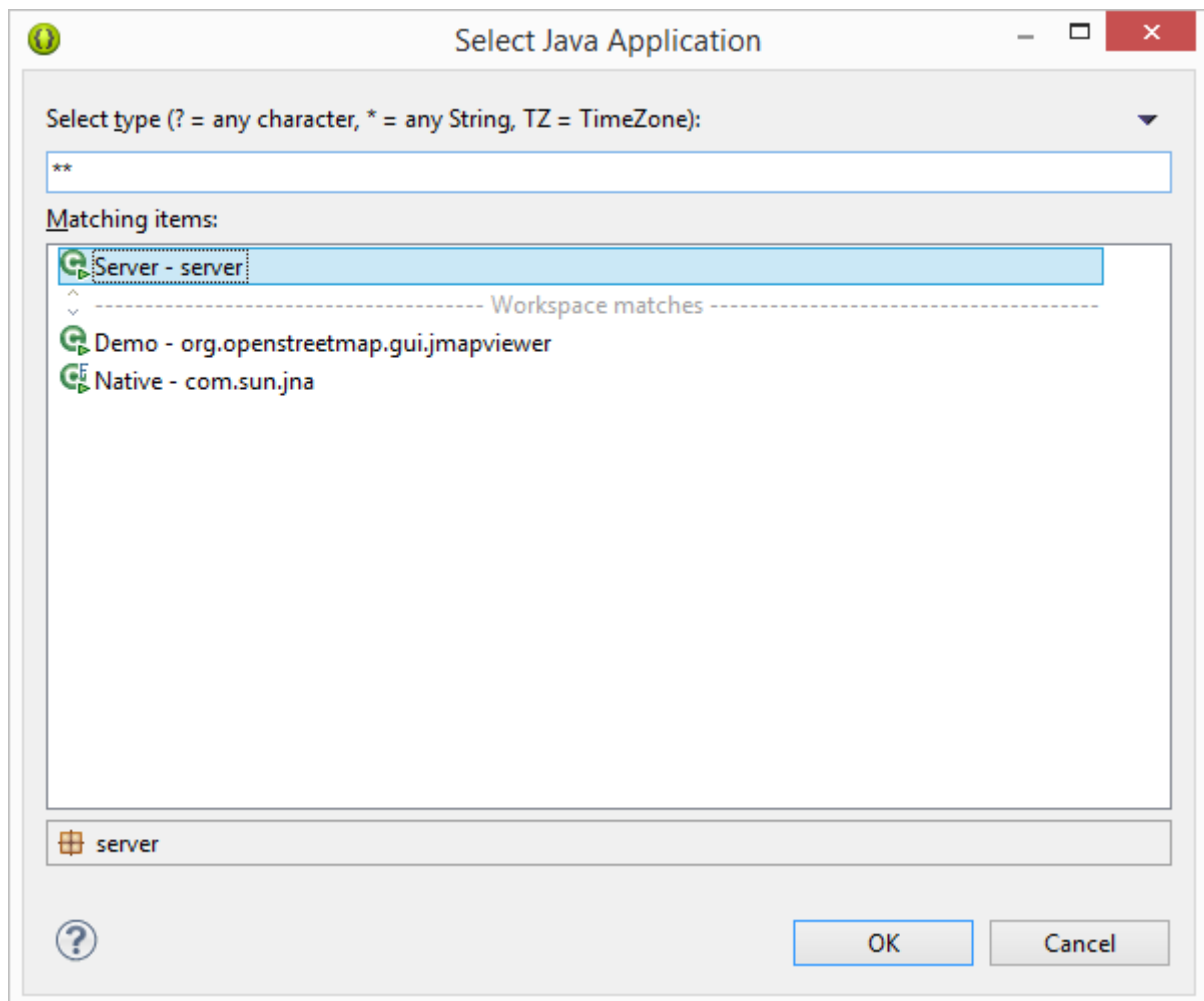 Select Java Application
Select type (? = any character, * = any String, TZ = TimeZone):
**
Matching items:
Server - server
--------------------------------------- Workspace matches ---------------------------------------
Demo - org.openstreetmap.gui.jmapviewer
Native - com.sun.jna
server
OK Cancel